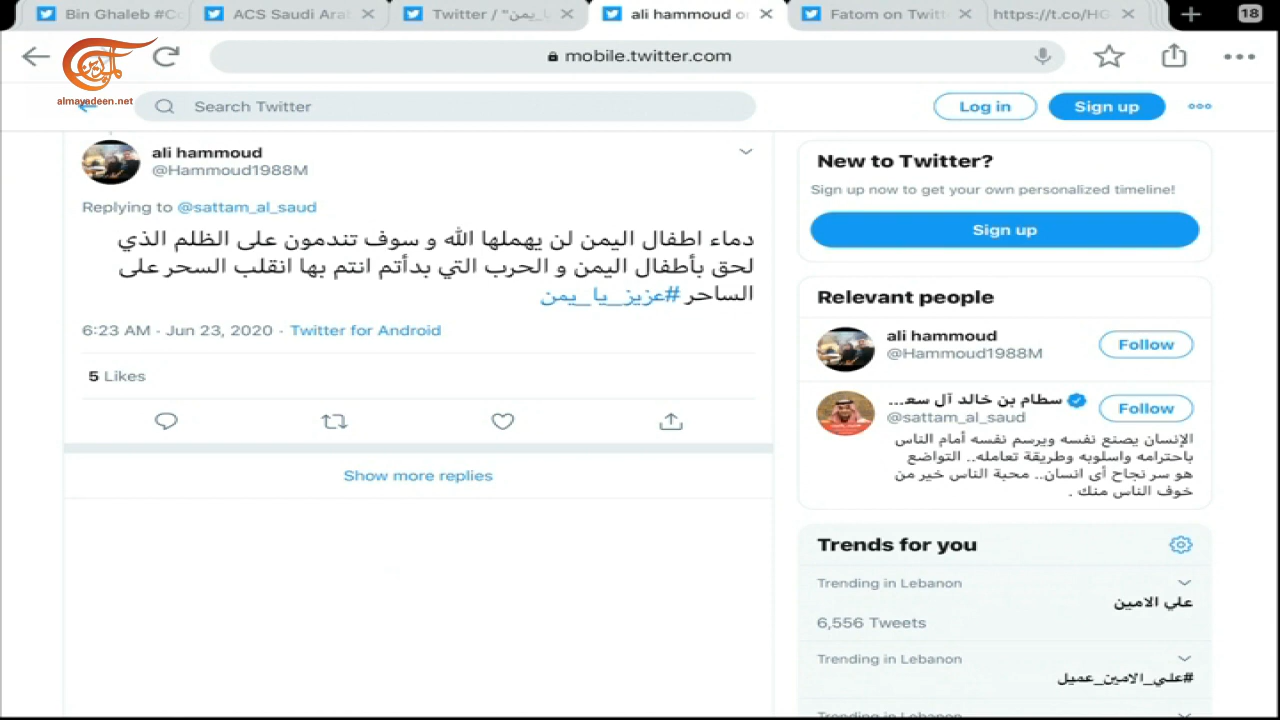 Bin Ghaleb #Co
ACS Saudi Ara
Twitter / "يا_يمن_
ali hammoud o
Fatom on Twitt
https://t.co/HG
18
mobile.twitter.com
الميادين
almayadeen.net
Search Twitter
Log in
Sign up
ali hammoud
@Hammoud1988M
Replying to @sattam_al_saud
دماء اطفال اليمن لن يهملها الله و سوف تندمون على الظلم الذي
لحق بأطفال اليمن و الحرب التي بدأتم انتم بها انقلب السحر على
الساحر #عزيز_يا_يمن
6:23 AM · Jun 23, 2020 · Twitter for Android
5 Likes
Show more replies
New to Twitter?
Sign up now to get your own personalized timeline!
Sign up
Relevant people
ali hammoud
@Hammoud1988M
Follow
سطام بن خالد آل سعـ...
@sattam_al_saud
Follow
الإنسان يصنع نفسه ويرسم نفسه أمام الناس
باحترامه واسلوبه وطريقة تعامله.. التواضع
هو سر نجاح أى انسان.. محبة الناس خير من
خوف الناس منك .
Trends for you
Trending in Lebanon
علي الامين
6,556 Tweets
Trending in Lebanon
#علي_الامين_عميل
Trending in Lebanon